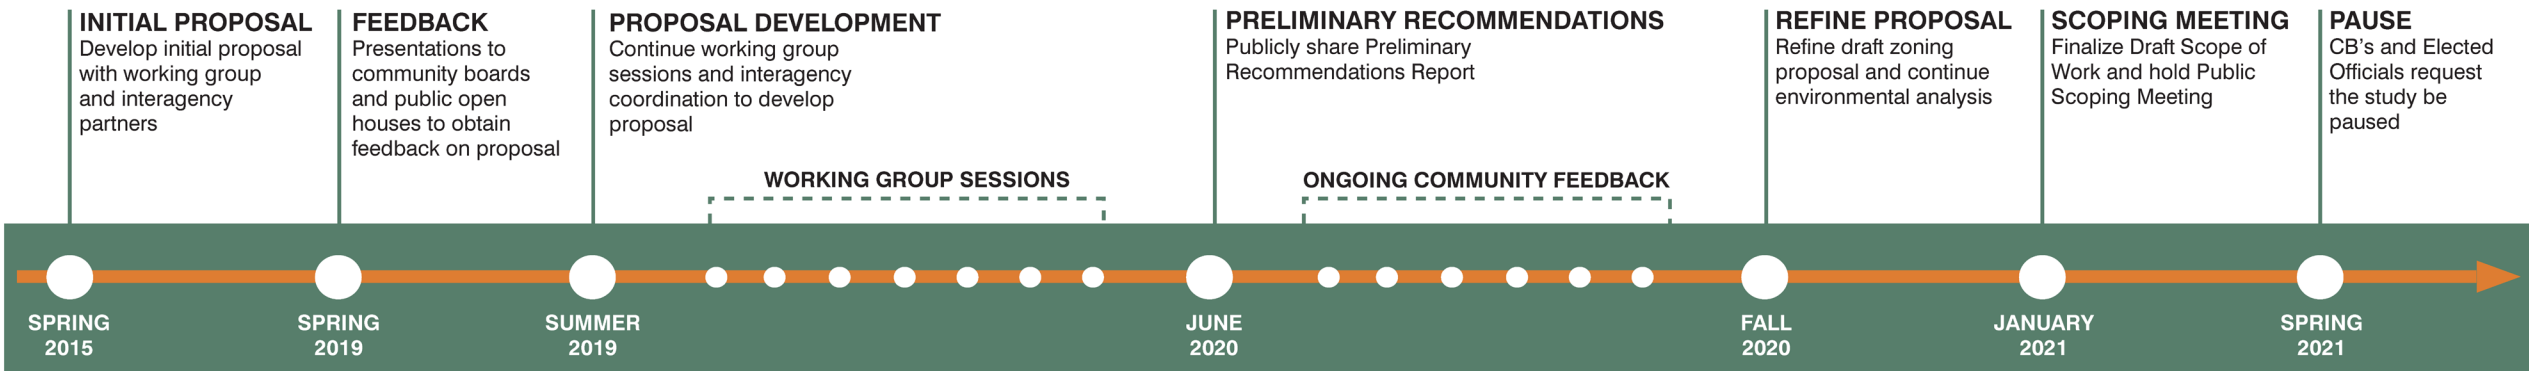 INITIAL PROPOSAL
Develop initial proposal
with working group
and interagency
partners
FEEDBACK
Presentations to
community boards
and public open
houses to obtain
feedback on proposal
PROPOSAL DEVELOPMENT
Continue working group
sessions and interagency
coordination to develop
proposal
WORKING GROUP SESSIONS
PRELIMINARY RECOMMENDATIONS
Publicly share Preliminary
Recommendations Report
ONGOING COMMUNITY FEEDBACK
REFINE PROPOSAL
Refine draft zoning
proposal and continue
environmental analysis
SCOPING MEETING
Finalize Draft Scope of
Work and hold Public
Scoping Meeting
PAUSE
CB's and Elected
Officials request
the study be
paused
SPRING
2015
SPRING
2019
SUMMER
2019
JUNE
2020
FALL
2020
JANUARY
2021
SPRING
2021